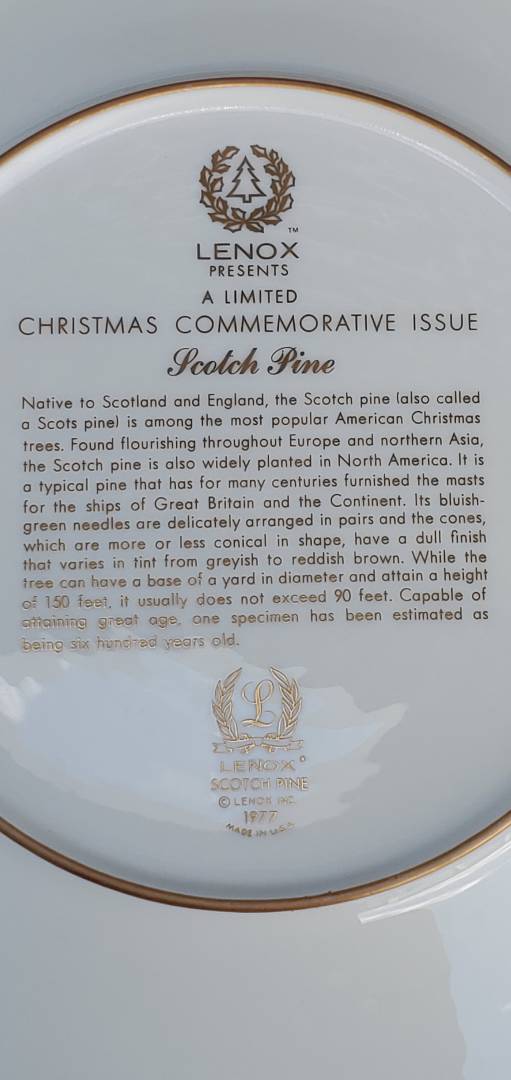 ™
LENOX
PRESENTS
A LIMITED
CHRISTMAS COMMEMORATIVE ISSUE
Scotch Pine
Native to Scotland and England, the Scotch pine (also called
a Scots pine) is among the most popular American Christmas
trees. Found flourishing throughout Europe and northern Asia,
the Scotch pine is also widely planted in North America. It is
a typical pine that has for many centuries furnished the masts
for the ships of Great Britain and the Continent. Its bluish-
green needles are delicately arranged in pairs and the cones,
which are more or less conical in shape, have a dull finish
that varies in tint from greyish to reddish brown. While the
tree can have a base of a yard in diameter and attain a height
of 150 feet, it usually does not exceed 90 feet. Capable of
attaining great age, one specimen has been estimated as
being six hundred years old.
L
LENOX®
SCOTCH PINE
© LENOX INC.
1977
MADE IN U.S.A.